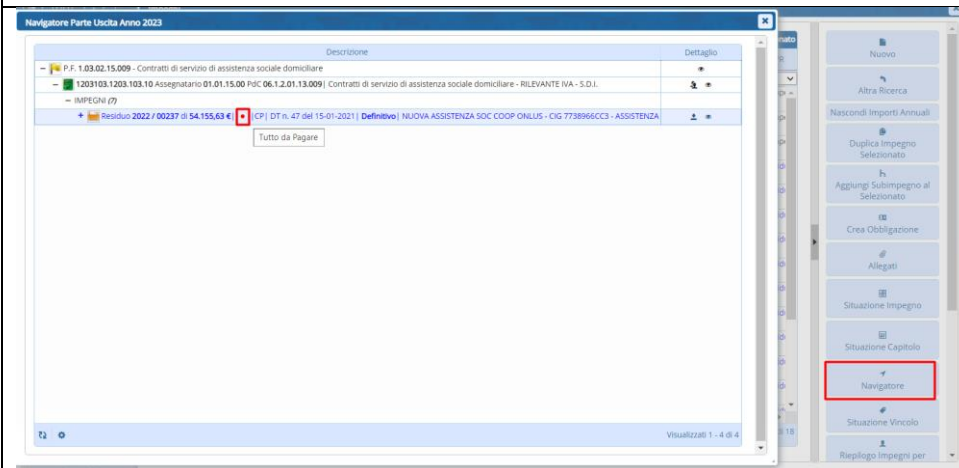 Navigatore Parte Uscita Anno 2023
Descrizione Dettaglio
P.F. 1.03.02.15.009 - Contratti di servizio di assistenza sociale domiciliare
1203103.1203.103.10 Assegnatario 01.01.15.00 PdC 06.1.2.01.13.009| Contratti di servizio di assistenza sociale domiciliare - RILEVANTE IVA - S.D.I.
IMPEGNI (7)
Residuo 2022 / 00237 di 54.155,63 €| |CP| DT n. 47 del 15-01-2021| Definitivo| NUOVA ASSISTENZA SOC COOP ONLUS - CIG 7738966CC3 - ASSISTENZA
Tutto da Pagare
Visualizzati 1 - 4 di 4
nato
8.18
Nuovo
Altra Ricerca
Nascondi Importi Annuali
Duplica Impegno
Selezionato
Aggiungi Subimpegno al
Selezionato
Crea Obbligazione
Allegati
Situazione Impegno
Situazione Capitolo
Navigatore
Situazione Vincolo
Riepilogo Impegni per